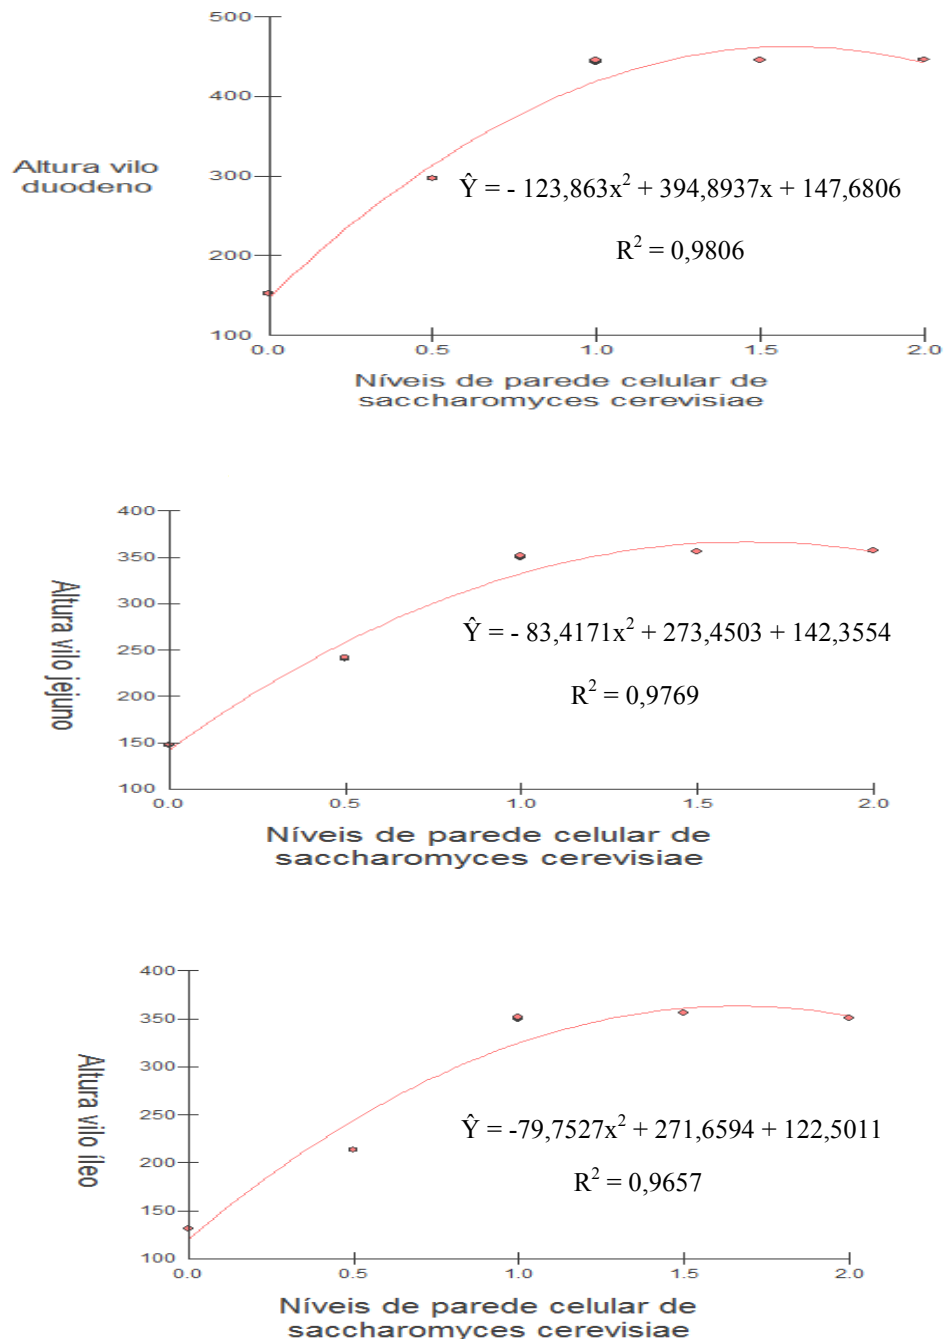 500
400
Altura vilo
duodeno
300
Ŷ = - 123,863x² + 394,8937x + 147,6806
R² = 0,9806
200
100
0.0 0.5 1.0 1.5 2.0
Níveis de parede celular de
saccharomyces cerevisiae
400
350
300
Altura vilo jejuno
Ŷ = - 83,4171x² + 273,4503 + 142,3554
250
R² = 0,9769
200
150
100
0.0 0.5 1.0 1.5 2.0
Níveis de parede celular de
saccharomyces cerevisiae
400
350
300
Altura vilo íleo
250
Ŷ = -79,7527x² + 271,6594 + 122,5011
200
R² = 0,9657
150
100
0.0 0.5 1.0 1.5 2.0
Níveis de parede celular de
saccharomyces cerevisiae